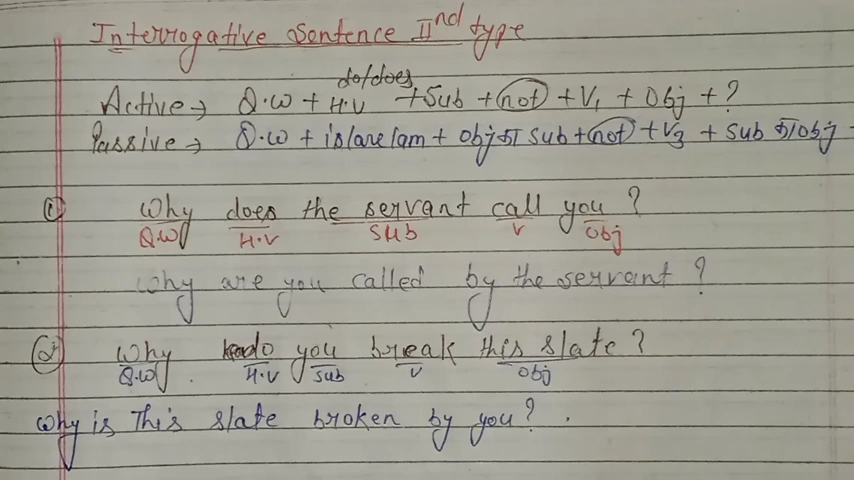 Interrogative Sentence IInd type
do/does
Active → Q.W + H.V + Sub + not + V1 + Obj + ?
Passive → Q.W + is/are/am + Obj का Sub + not + V3 + Sub का Obj
① Why does the servant call you ?
Q.W H.V Sub V Obj
Why are you called by the servant ?
② Why do you break this slate ?
Q.W. H.V Sub V Obj
Why is This slate broken by you ? .